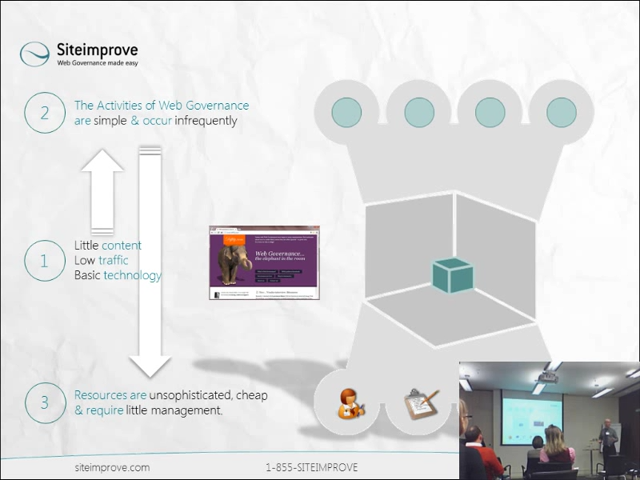 Siteimprove
Web Governance made easy
2
The Activities of Web Governance
are simple & occur infrequently
1
Little content
Low traffic
Basic technology
Web Governance...
the elephant in the room
3
Resources are unsophisticated, cheap
& require little management.
siteimprove.com
1-855-SITEIMPROVE